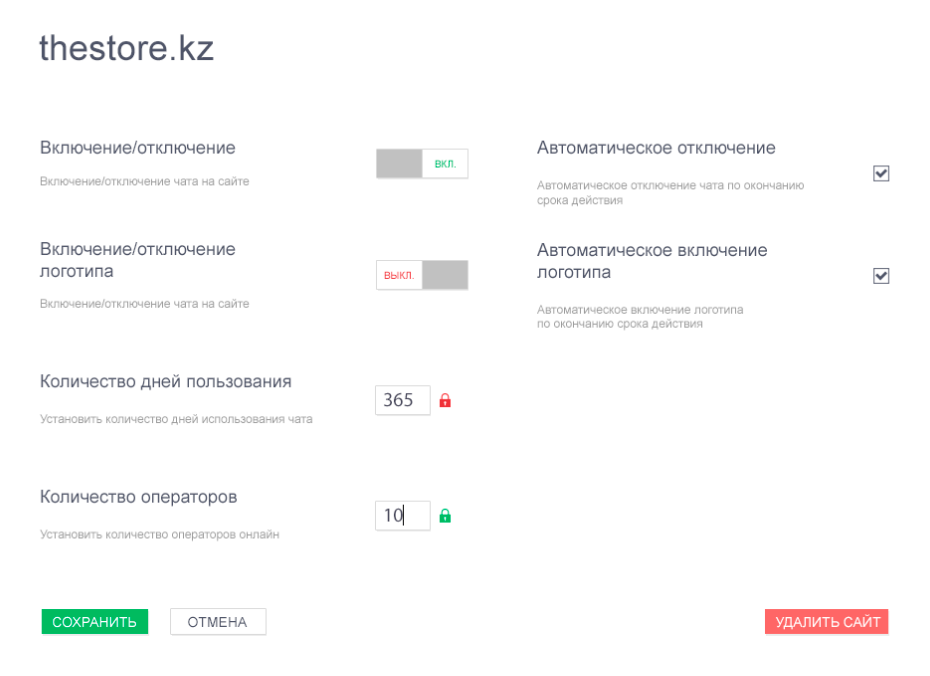 thestore.kz
Включение/отключение
ВКЛ.
Включение/отключение чата на сайте
Автоматическое отключение
Автоматическое отключение чата по окончанию
срока действия
Включение/отключение
логотипа
ВЫКЛ.
Включение/отключение чата на сайте
Автоматическое включение
логотипа
Автоматическое включение логотипа
по окончанию срока действия
Количество дней пользования
365
Установить количество дней использования чата
Количество операторов
10
Установить количество операторов онлайн
СОХРАНИТЬ
ОТМЕНА
УДАЛИТЬ САЙТ